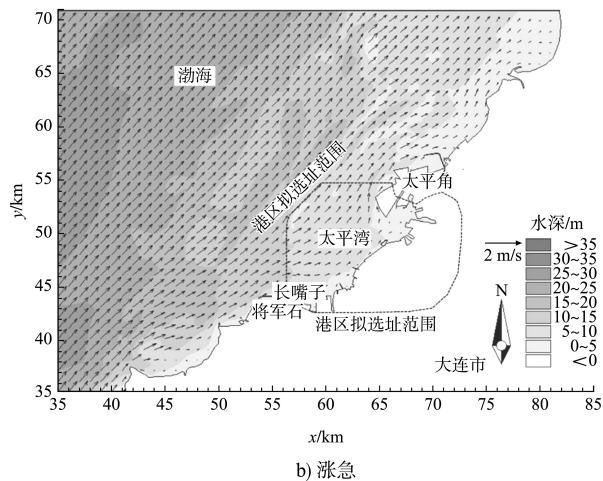 70
65
60
55
50
45
40
35
y/km
渤海
港区拟选址范围
太平角
太平湾
长嘴子
将军石
港区拟选址范围
大连市
N
2 m/s
水深/m
>35
30~35
25~30
20~25
15~20
10~15
5~10
0~5
<0
35 40 45 50 55 60 65 70 75 80 85
x/km
b) 涨急